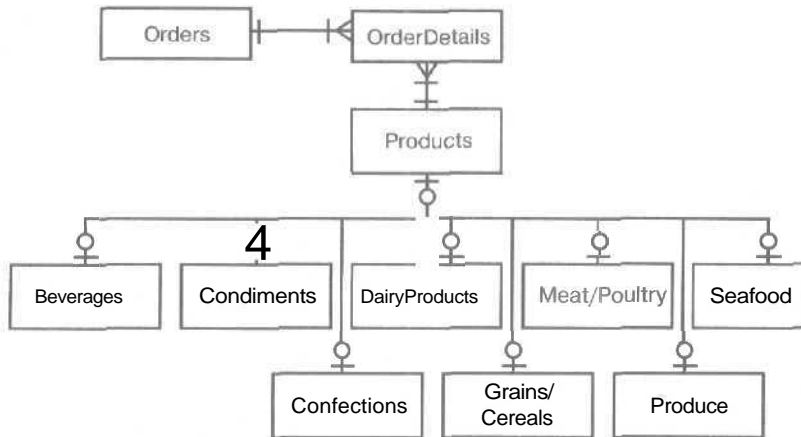 Orders
OrderDetails
Products
4
Beverages
Condiments
DairyProducts
Meat/Poultry
Seafood
Confections
Grains/
Cereals
Produce